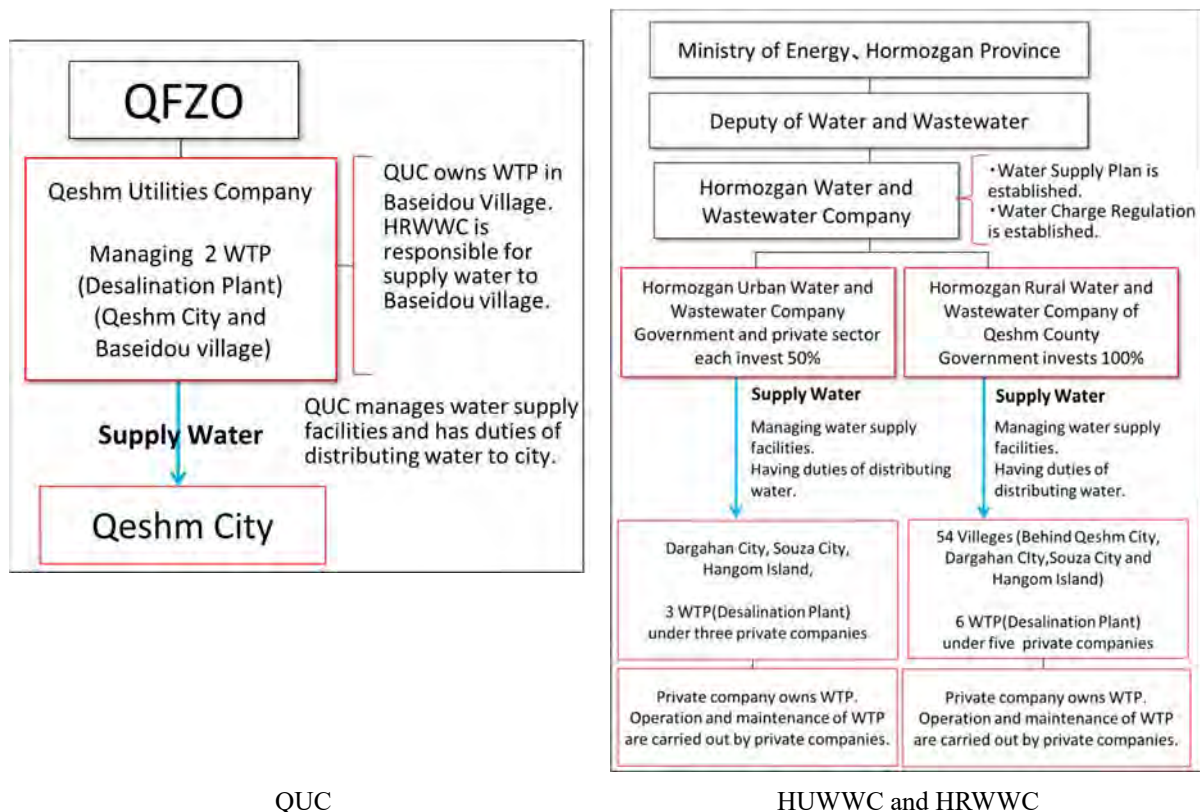 QFZO
Qeshm Utilities Company
Managing 2 WTP
(Desalination Plant)
(Qeshm City and
Baseidou village)
QUC owns WTP in
Baseidou Village.
HRWWC is
responsible for
supply water to
Baseidou village.
Supply Water
QUC manages water supply
facilities and has duties of
distributing water to city.
Qeshm City
QUC
Ministry of Energy、Hormozgan Province
Deputy of Water and Wastewater
Hormozgan Water and
Wastewater Company
・Water Supply Plan is
established.
・Water Charge Regulation
is established.
Hormozgan Urban Water and
Wastewater Company
Government and private sector
each invest 50%
Hormozgan Rural Water and
Wastewater Company of
Qeshm County
Government invests 100%
Supply Water
Managing water supply
facilities.
Having duties of distributing
water.
Supply Water
Managing water supply
facilities.
Having duties of
distributing water.
Dargahan City, Souza City,
Hangom Island,
3 WTP(Desalination Plant)
under three private companies
54 Villeges (Behind Qeshm City,
Dargahan CIty,Souza City and
Hangom Island)
6 WTP(Desalination Plant)
under five private companies
Private company owns WTP.
Operation and maintenance of WTP
are carried out by private companies.
Private company owns WTP.
Operation and maintenance of WTP
are carried out by private companies.
HUWWC and HRWWC